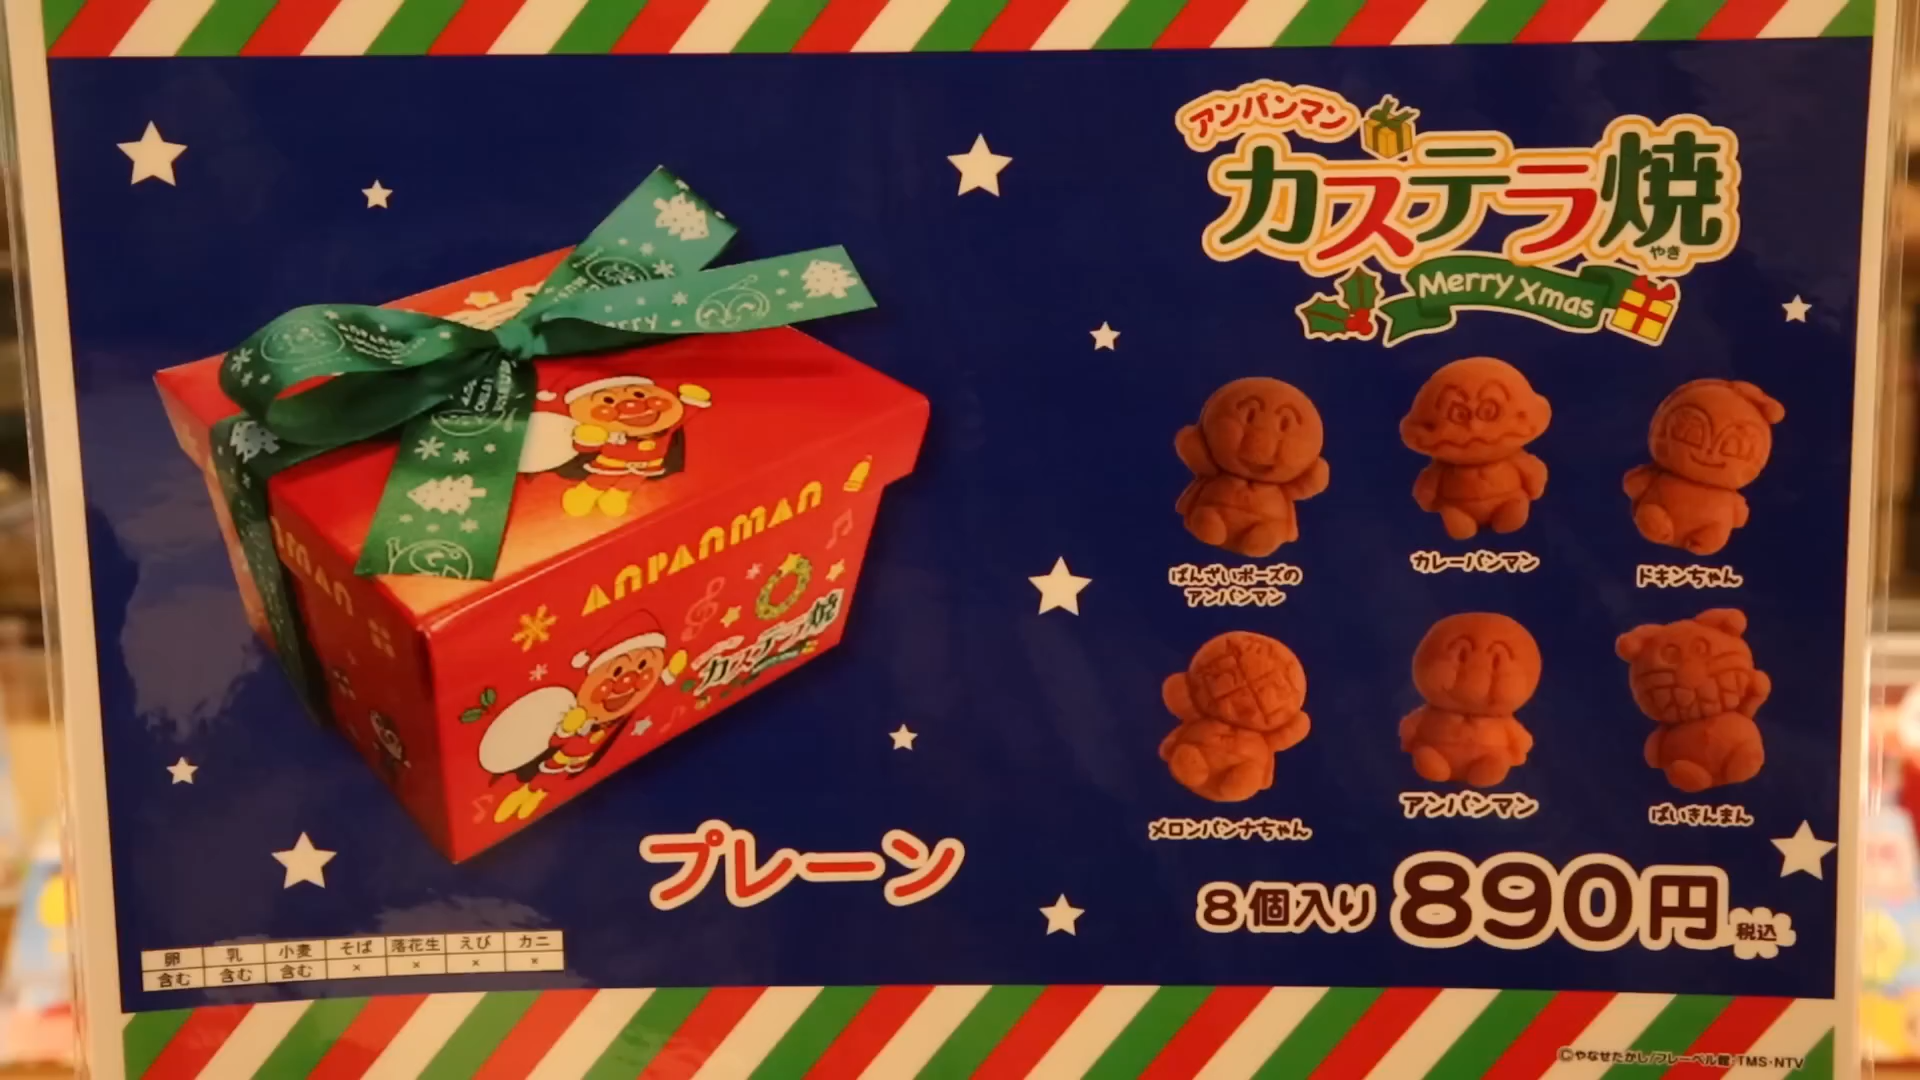 アンパンマン
カステラ焼
やき
Merry Xmas
ANPANMAN
カステラ焼
ばんざいポーズの
アンパンマン
カレーパンマン
ドキンちゃん
メロンパンナちゃん
アンパンマン
ばいきんまん
プレーン
8個入り 890円 税込
卵 乳 小麦 そば 落花生 えび カニ
含む 含む 含む × × × ×
©やなせたかし/フレーベル館・TMS・NTV